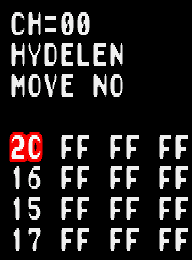 CH=00
HYDELEN
MOVE NO
20 FF FF FF
16 FF FF FF
15 FF FF FF
17 FF FF FF